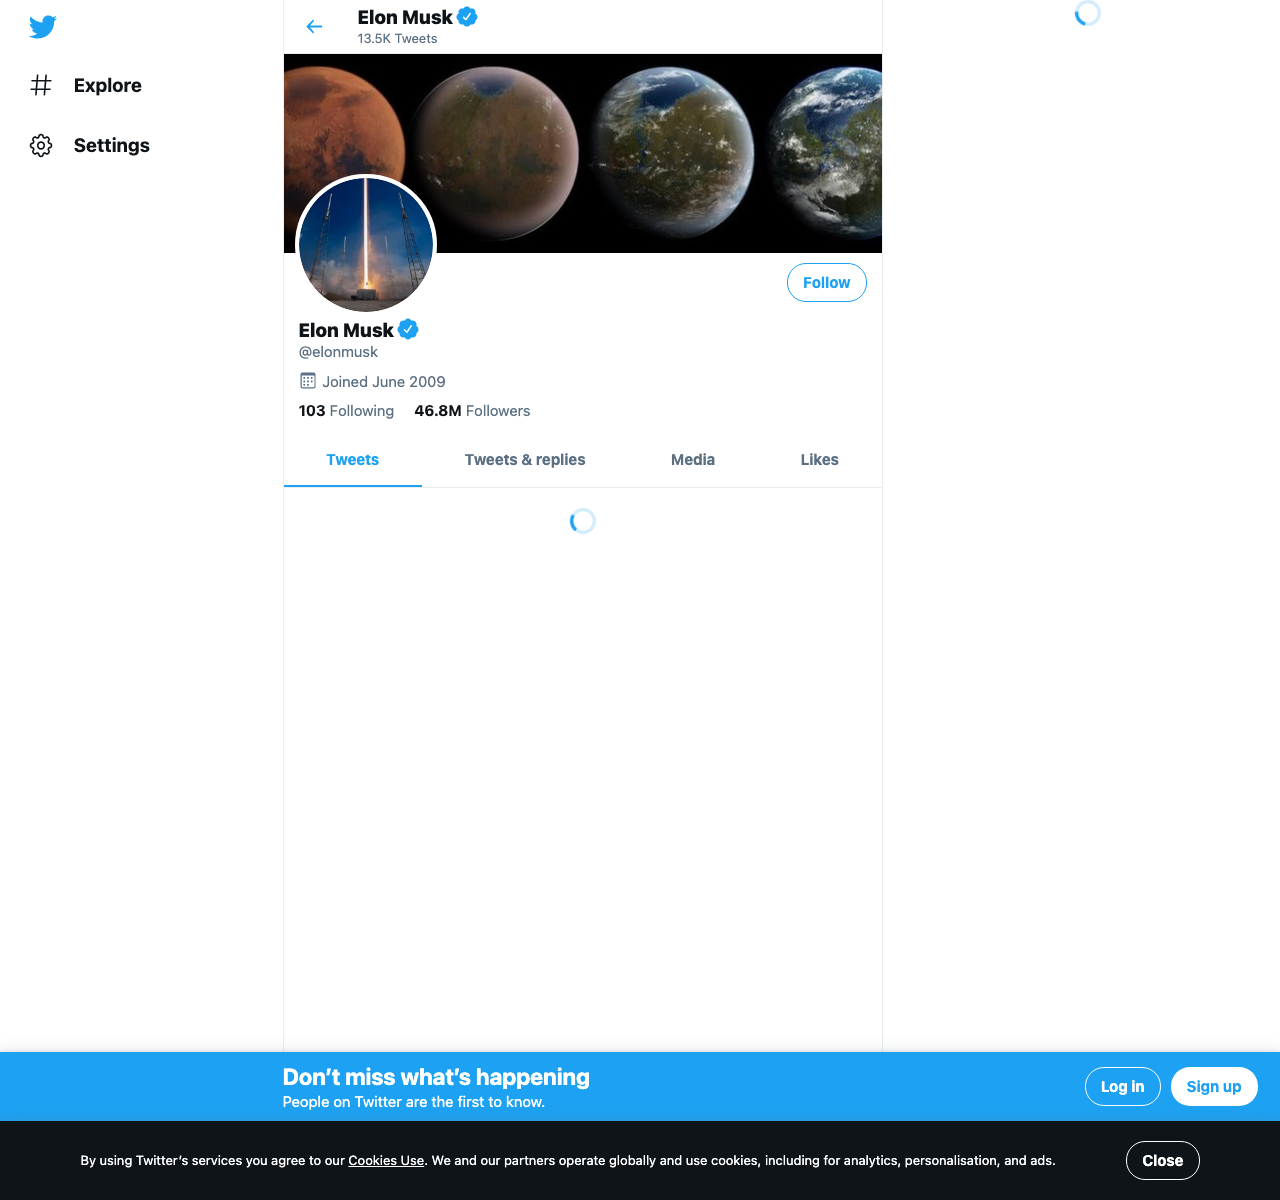 Elon Musk
13.5K Tweets
Explore
Settings
Follow
Elon Musk
@elonmusk
Joined June 2009
103 Following 46.8M Followers
Tweets Tweets & replies Media Likes
Don’t miss what’s happening
People on Twitter are the first to know.
Log in Sign up
By using Twitter’s services you agree to our Cookies Use. We and our partners operate globally and use cookies, including for analytics, personalisation, and ads.
Close